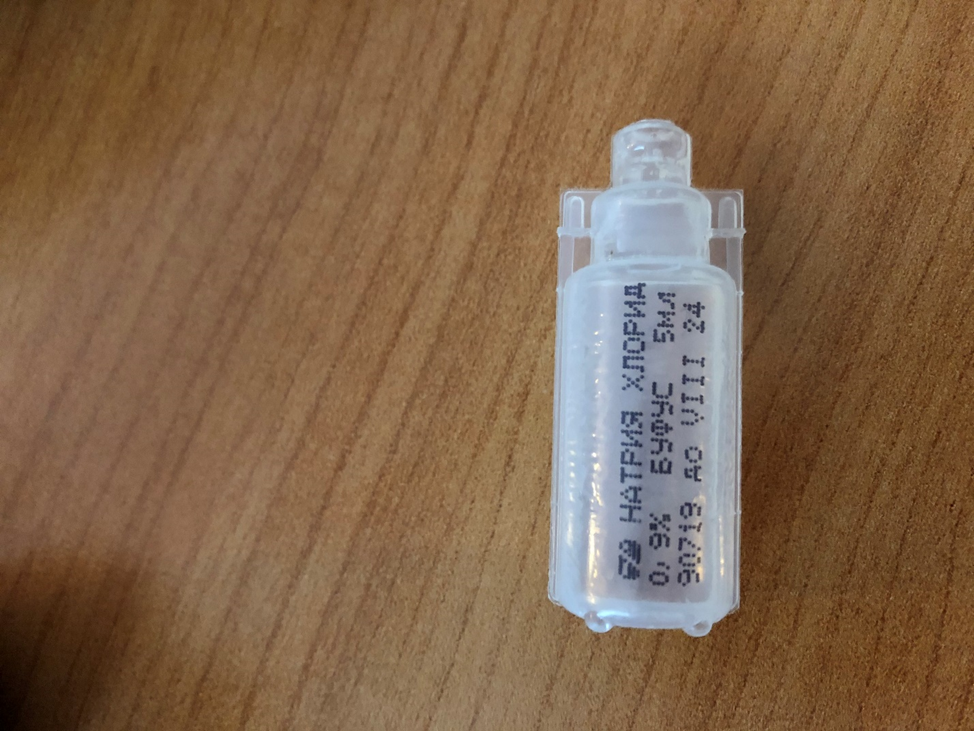 НАТРИЯ ХЛОРИД
0,9% БУФУС 5мл
90719 ДО VIII 24